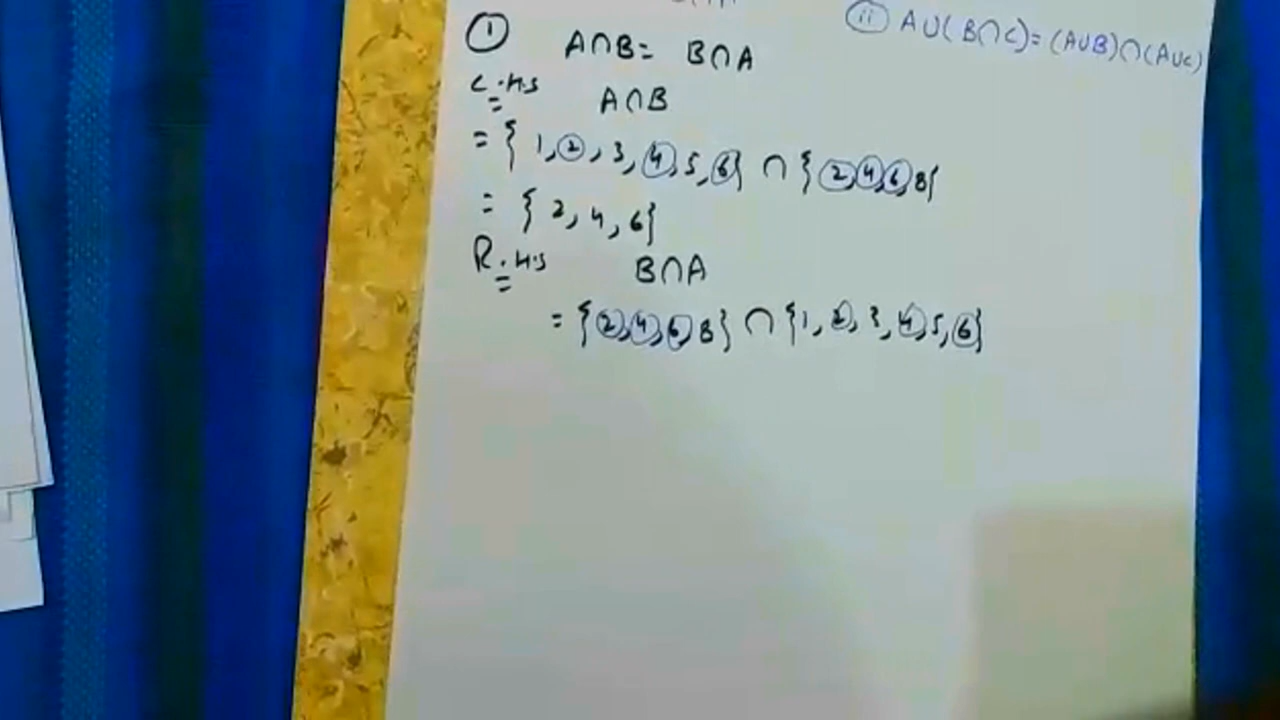 ① A∩B= B∩A
L.H.S A∩B
={1,2,3,4,5,6} ∩ {2,4,6,8}
= {2,4,6}
R.H.S B∩A
={2,4,6,8} ∩ {1,2,3,4,5,6}
ⅱ A∪(B∩C)=(A∪B)∩(A∪C)